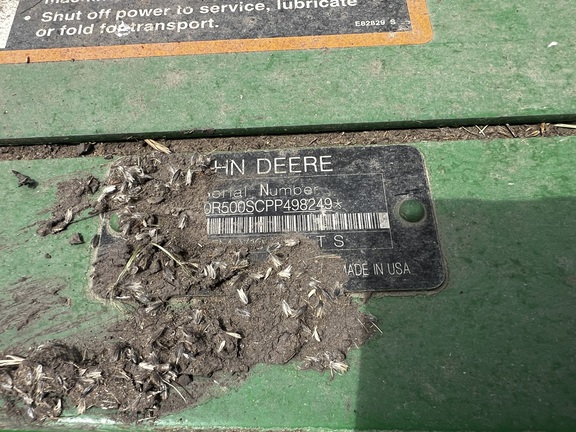 • Shut off power to service, lubricate
or fold for transport.
E82829 S
HN DEERE
erial Number
0R500SCPP498249*
T S
MADE IN USA